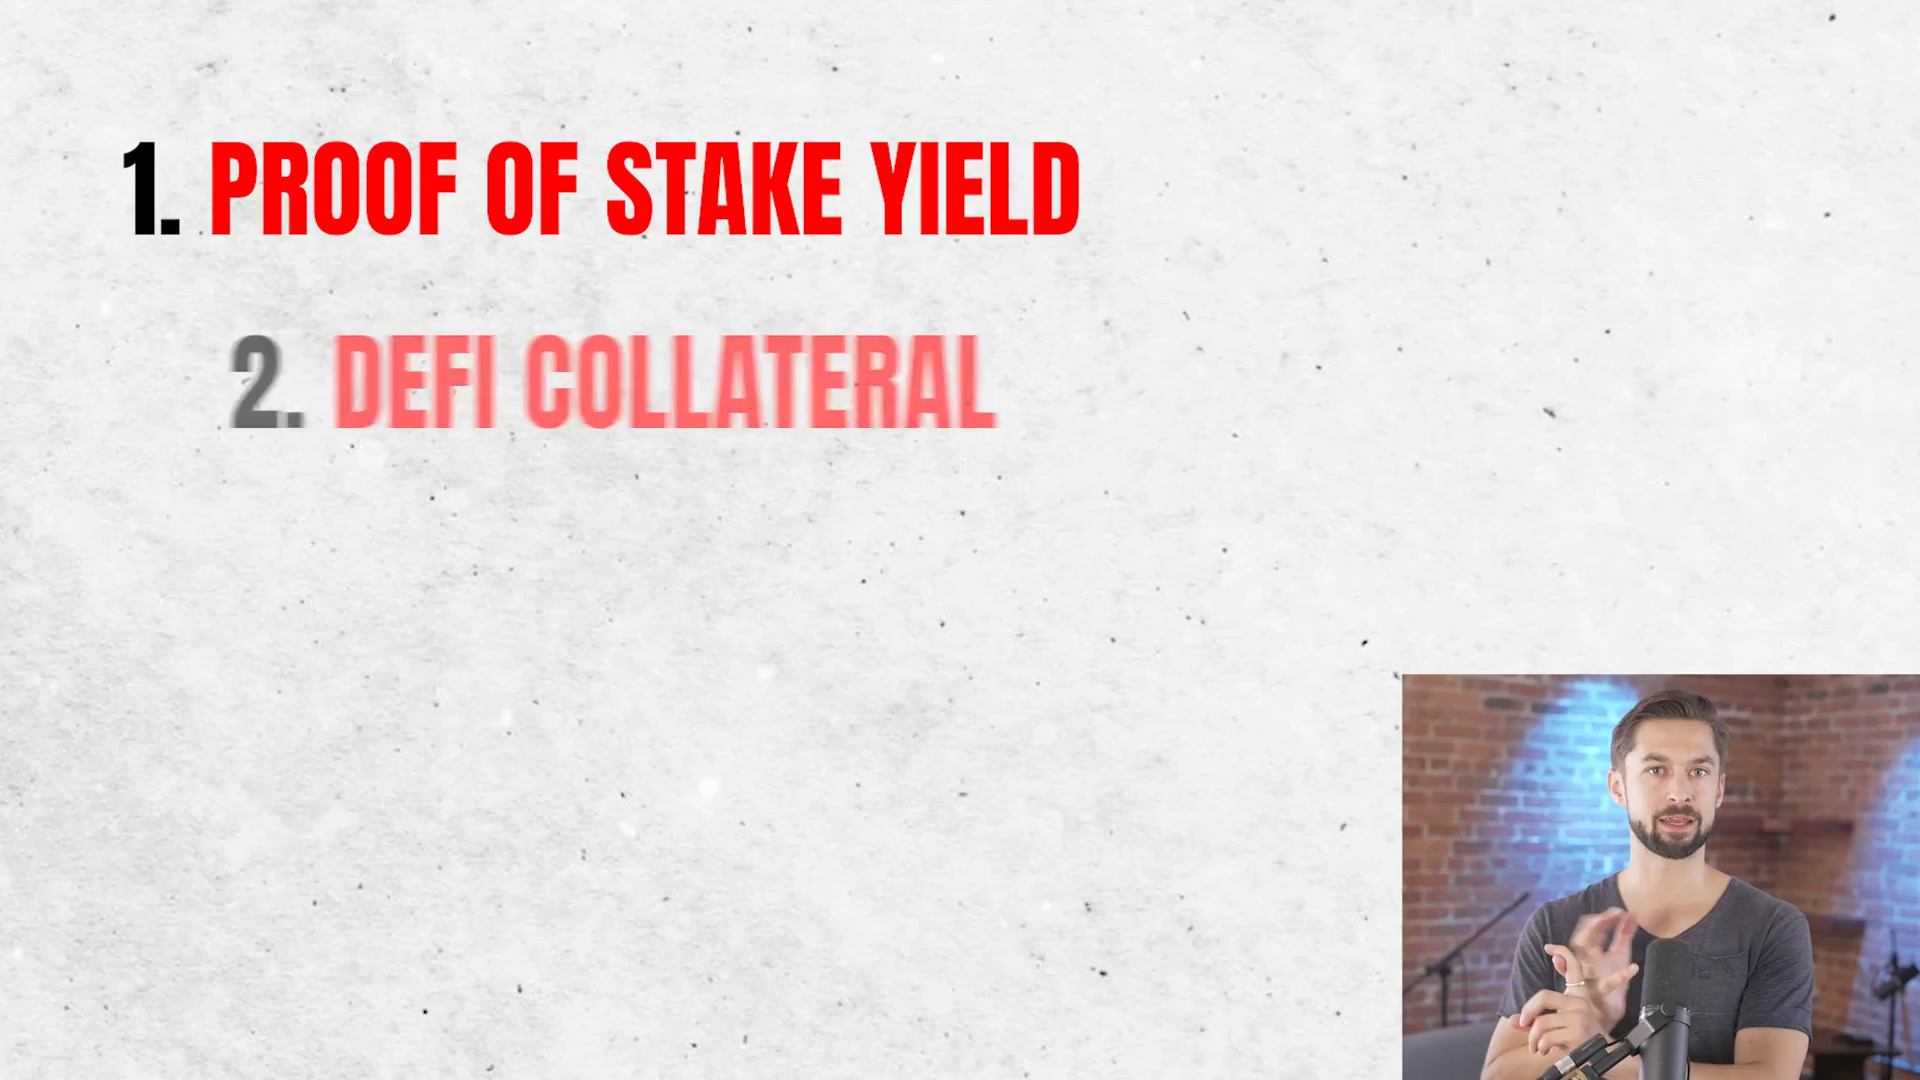 1. PROOF OF STAKE YIELD
2. DEFI COLLATERAL